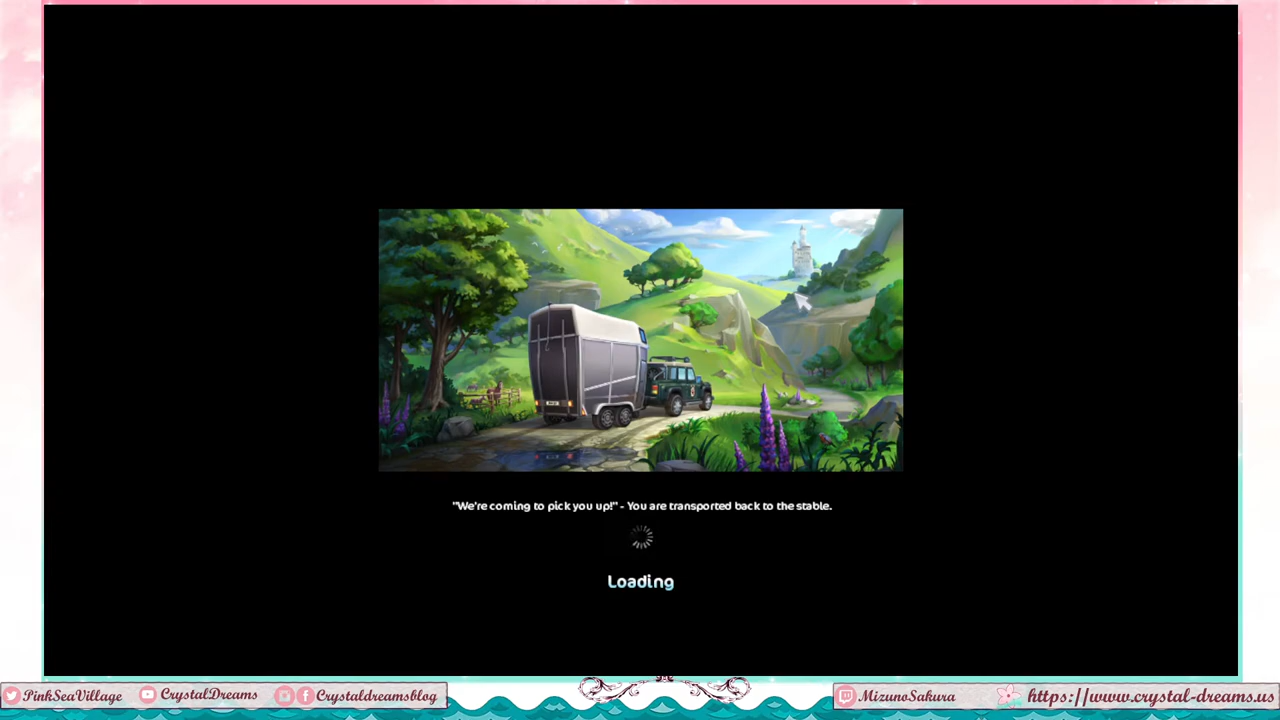 "We're coming to pick you up!" - You are transported back to the stable.
Loading
PinkSeaVillage
CrystalDreams
Crystaldreamsblog
MizunoSakura
https://www.crystal-dreams.us